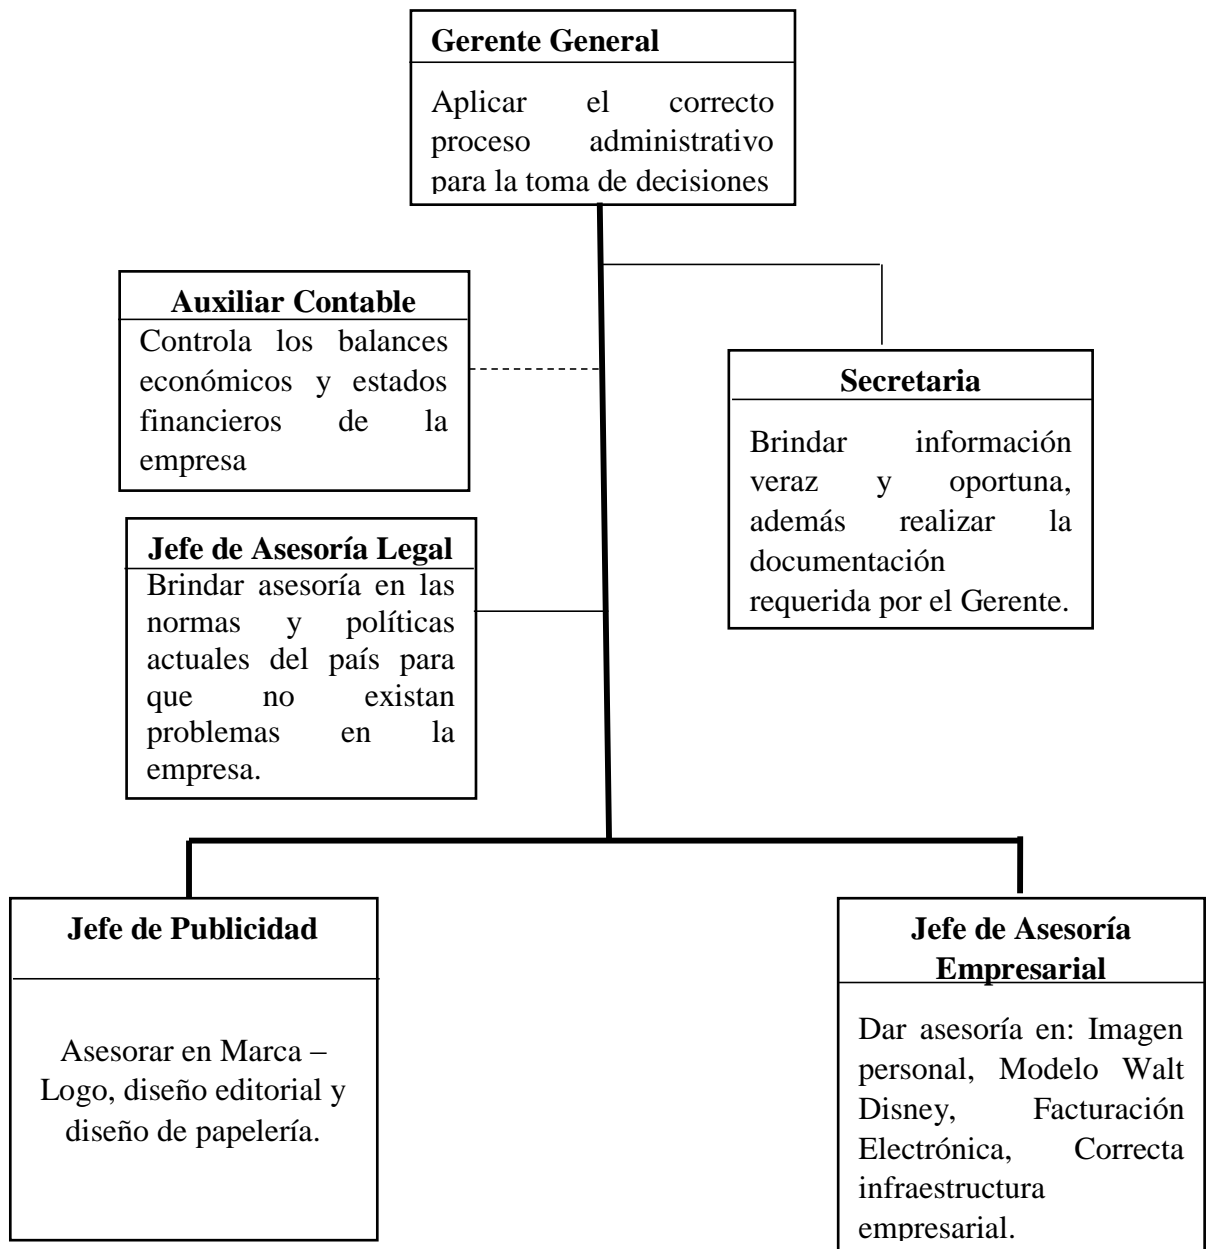 Gerente General
Aplicar el correcto
proceso administrativo
para la toma de decisiones
Auxiliar Contable
Controla los balances
económicos y estados
financieros de la
empresa
Secretaria
Brindar información
veraz y oportuna,
además realizar la
documentación
requerida por el Gerente.
Jefe de Asesoría Legal
Brindar asesoría en las
normas y políticas
actuales del país para
que no existan
problemas en la
empresa.
Jefe de Publicidad
Asesorar en Marca –
Logo, diseño editorial y
diseño de papelería.
Jefe de Asesoría
Empresarial
Dar asesoría en: Imagen
personal, Modelo Walt
Disney, Facturación
Electrónica, Correcta
infraestructura
empresarial.